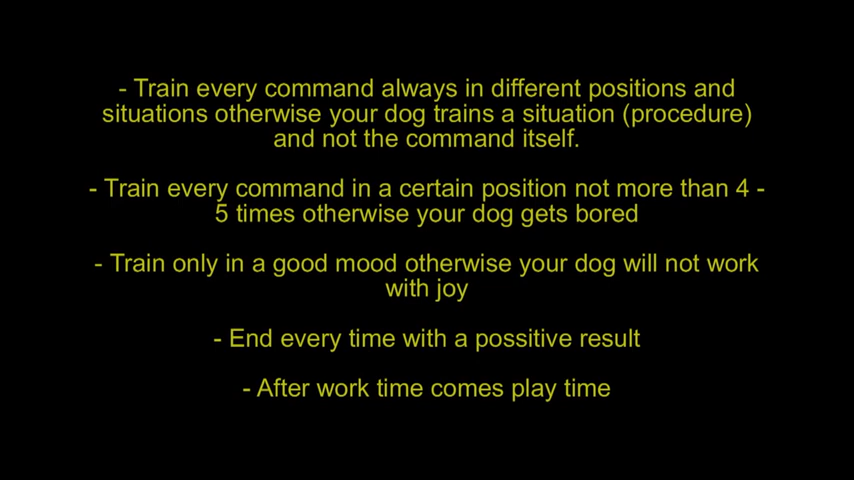 - Train every command always in different positions and
situations otherwise your dog trains a situation (procedure)
and not the command itself.
- Train every command in a certain position not more than 4 -
5 times otherwise your dog gets bored
- Train only in a good mood otherwise your dog will not work
with joy
- End every time with a possitive result
- After work time comes play time